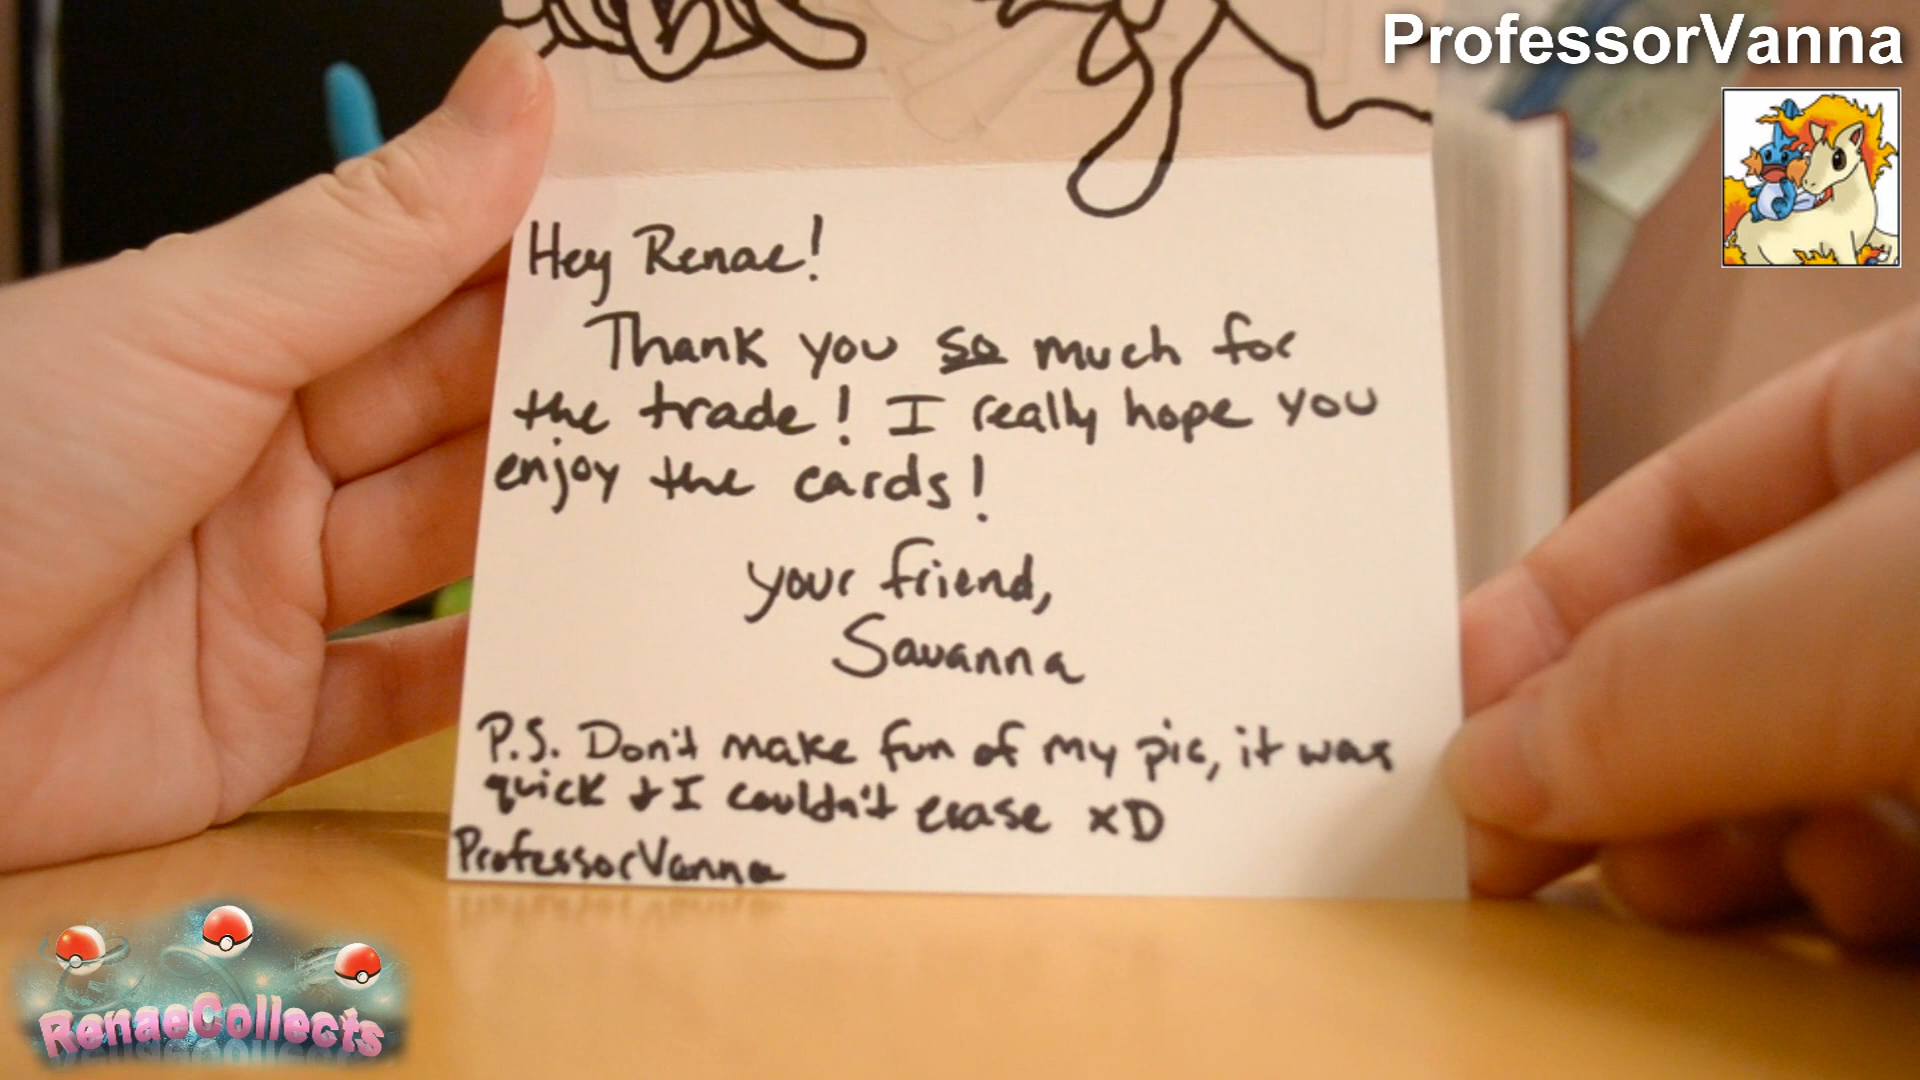 ProfessorVanna
Hey Renae!
Thank you so much for
the trade! I really hope you
enjoy the cards!
your friend,
Savanna
P.S. Don't make fun of my pic, it was
quick & I couldn't erase xD
ProfessorVanna
RenaeCollects